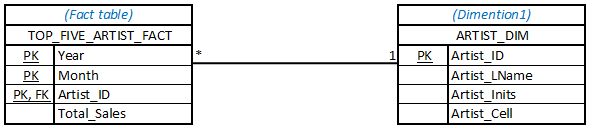 (Fact table)
TOP_FIVE_ARTIST_FACT
PK Year
PK Month
PK, FK Artist_ID
Total_Sales
* 1
(Dimention1)
ARTIST_DIM
PK Artist_ID
Artist_LName
Artist_Inits
Artist_Cell